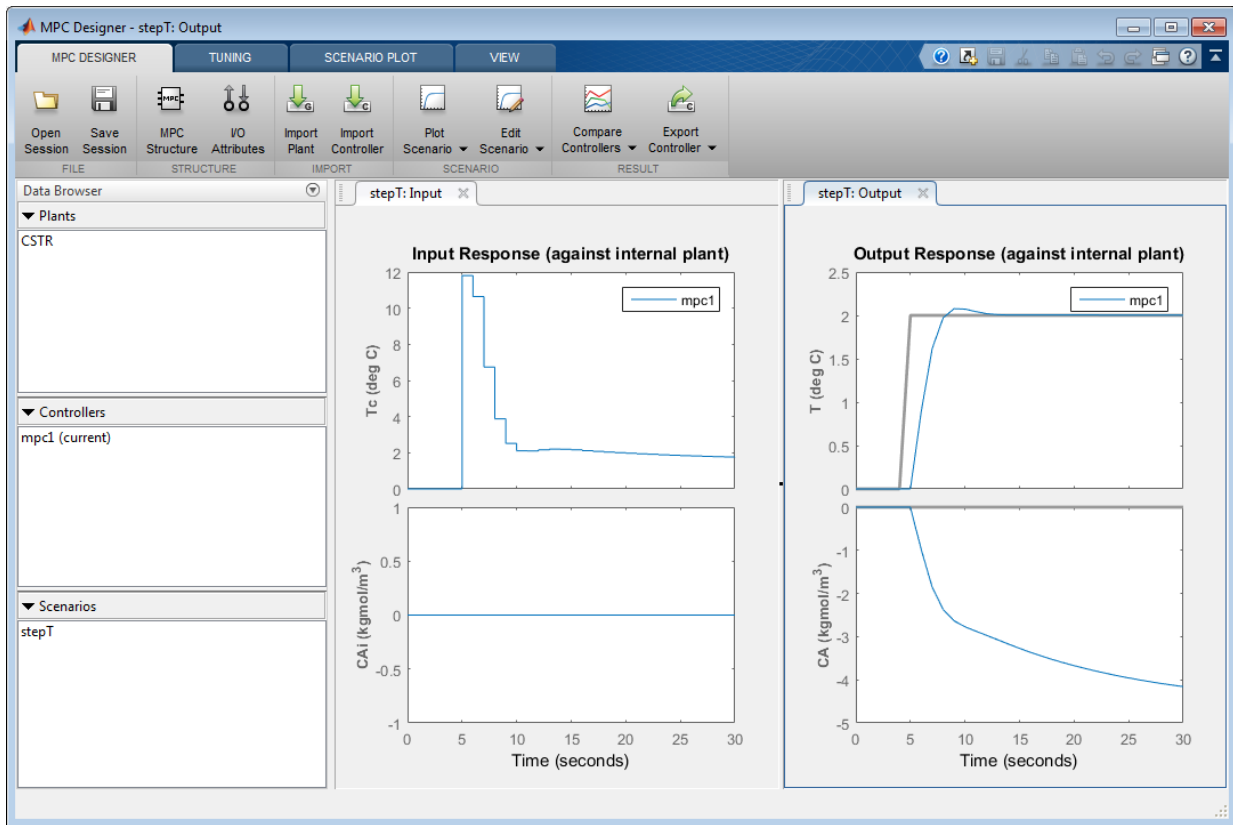 MPC Designer - stepT: Output
MPC DESIGNER TUNING SCENARIO PLOT VIEW
Open Session
Save Session
MPC Structure
I/O Attributes
Import Plant
Import Controller
Plot Scenario
Edit Scenario
Compare Controllers
Export Controller
FILE STRUCTURE IMPORT SCENARIO RESULT
Data Browser
Plants
CSTR
Controllers
mpc1 (current)
Scenarios
stepT
stepT: Input
Input Response (against internal plant)
mpc1
Tc (deg C)
12
10
8
6
4
2
0
CAi (kgmol/m³)
1
0.5
0
-0.5
-1
0 5 10 15 20 25 30
Time (seconds)
stepT: Output
Output Response (against internal plant)
mpc1
T (deg C)
2.5
2
1.5
1
0.5
0
CA (kgmol/m³)
0
-1
-2
-3
-4
-5
0 5 10 15 20 25 30
Time (seconds)